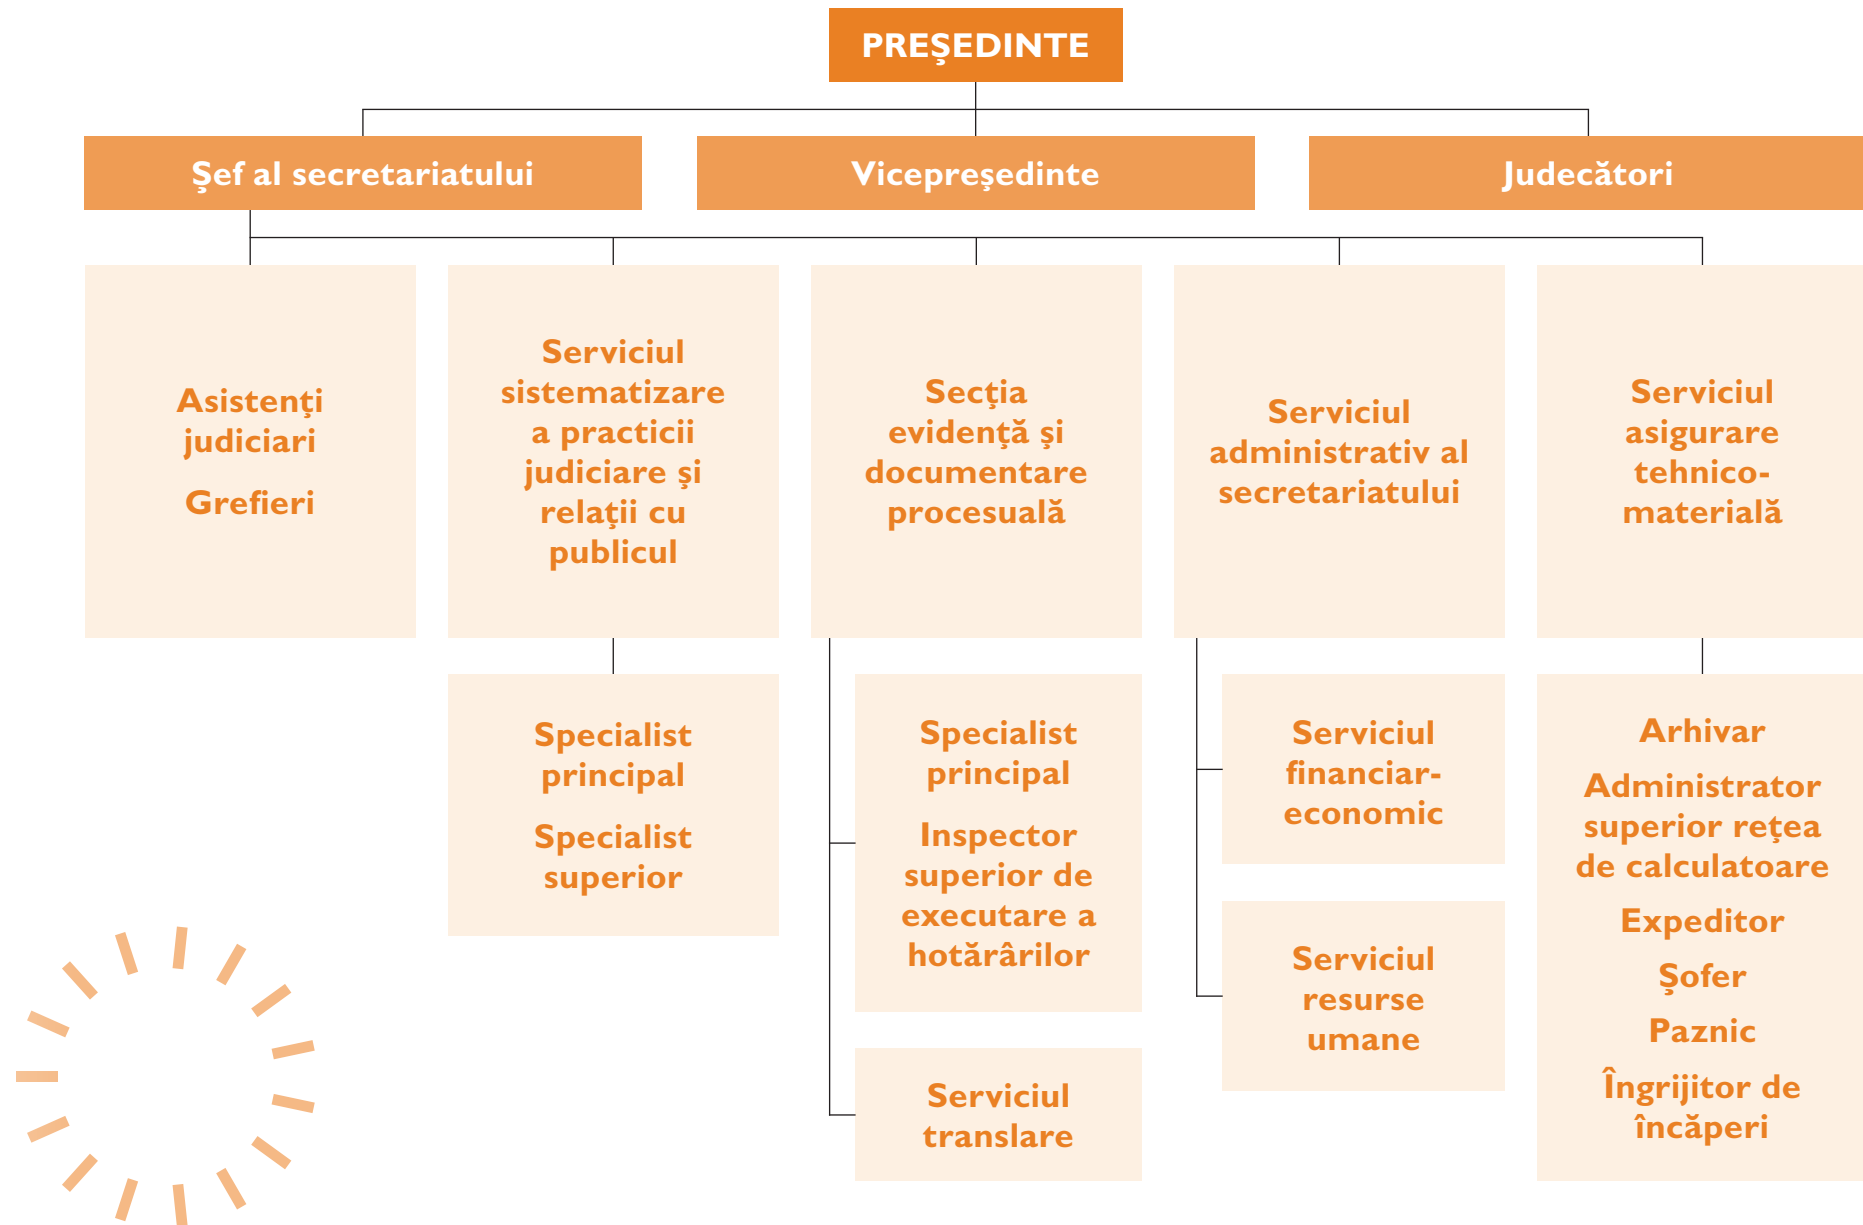 PREŞEDINTE
Şef al secretariatului
Vicepreşedinte
Judecători
Asistenţi
judiciari
Grefieri
Serviciul
sistematizare
a practicii
judiciare şi
relaţii cu
publicul
Secţia
evidenţă şi
documentare
procesuală
Serviciul
administrativ al
secretariatului
Serviciul
asigurare
tehnico-
materială
Specialist
principal
Specialist
superior
Specialist
principal
Inspector
superior de
executare a
hotărârilor
Serviciul
translare
Serviciul
financiar-
economic
Serviciul
resurse
umane
Arhivar
Administrator
superior reţea
de calculatoare
Expeditor
Şofer
Paznic
Îngrijitor de
încăperi